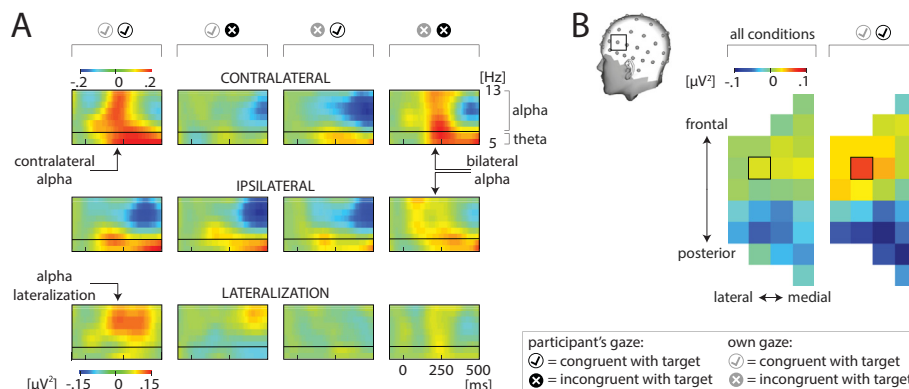 A
-.2 0 .2
CONTRALATERAL
[Hz]
13
alpha
theta
5
contralateral
alpha
bilateral
alpha
IPSILATERAL
alpha
lateralization
LATERALIZATION
[µV²]
-.15 0 .15
0 250 500
[ms]
B
all conditions
[µV²]
-.1 0 .1
frontal
posterior
lateral medial
participant's gaze:
= congruent with target
= incongruent with target
own gaze:
= congruent with target
= incongruent with target